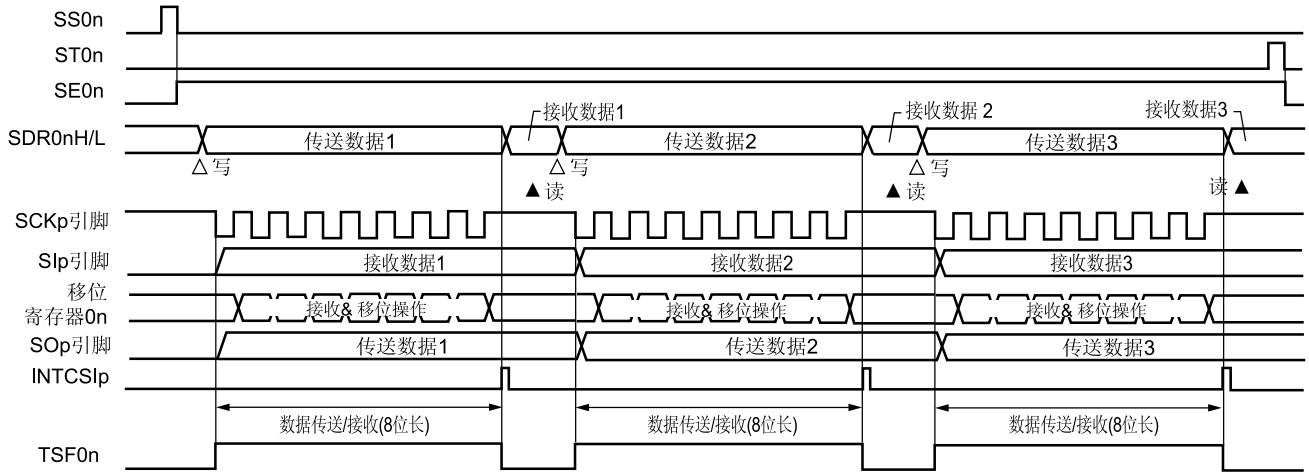 SS0n
ST0n
SE0n
接收数据1
接收数据 2
接收数据3
SDR0nH/L
传送数据1
传送数据2
传送数据3
△写
△写
△写
▲读
▲读
读▲
SCKp引脚
SIp引脚
接收数据1
接收数据2
接收数据3
移位
寄存器0n
接收& 移位操作
接收& 移位操作
接收& 移位操作
SOp引脚
传送数据1
传送数据2
传送数据3
INTCSIp
数据传送/接收(8位长)
数据传送/接收(8位长)
数据传送/接收(8位长)
TSF0n